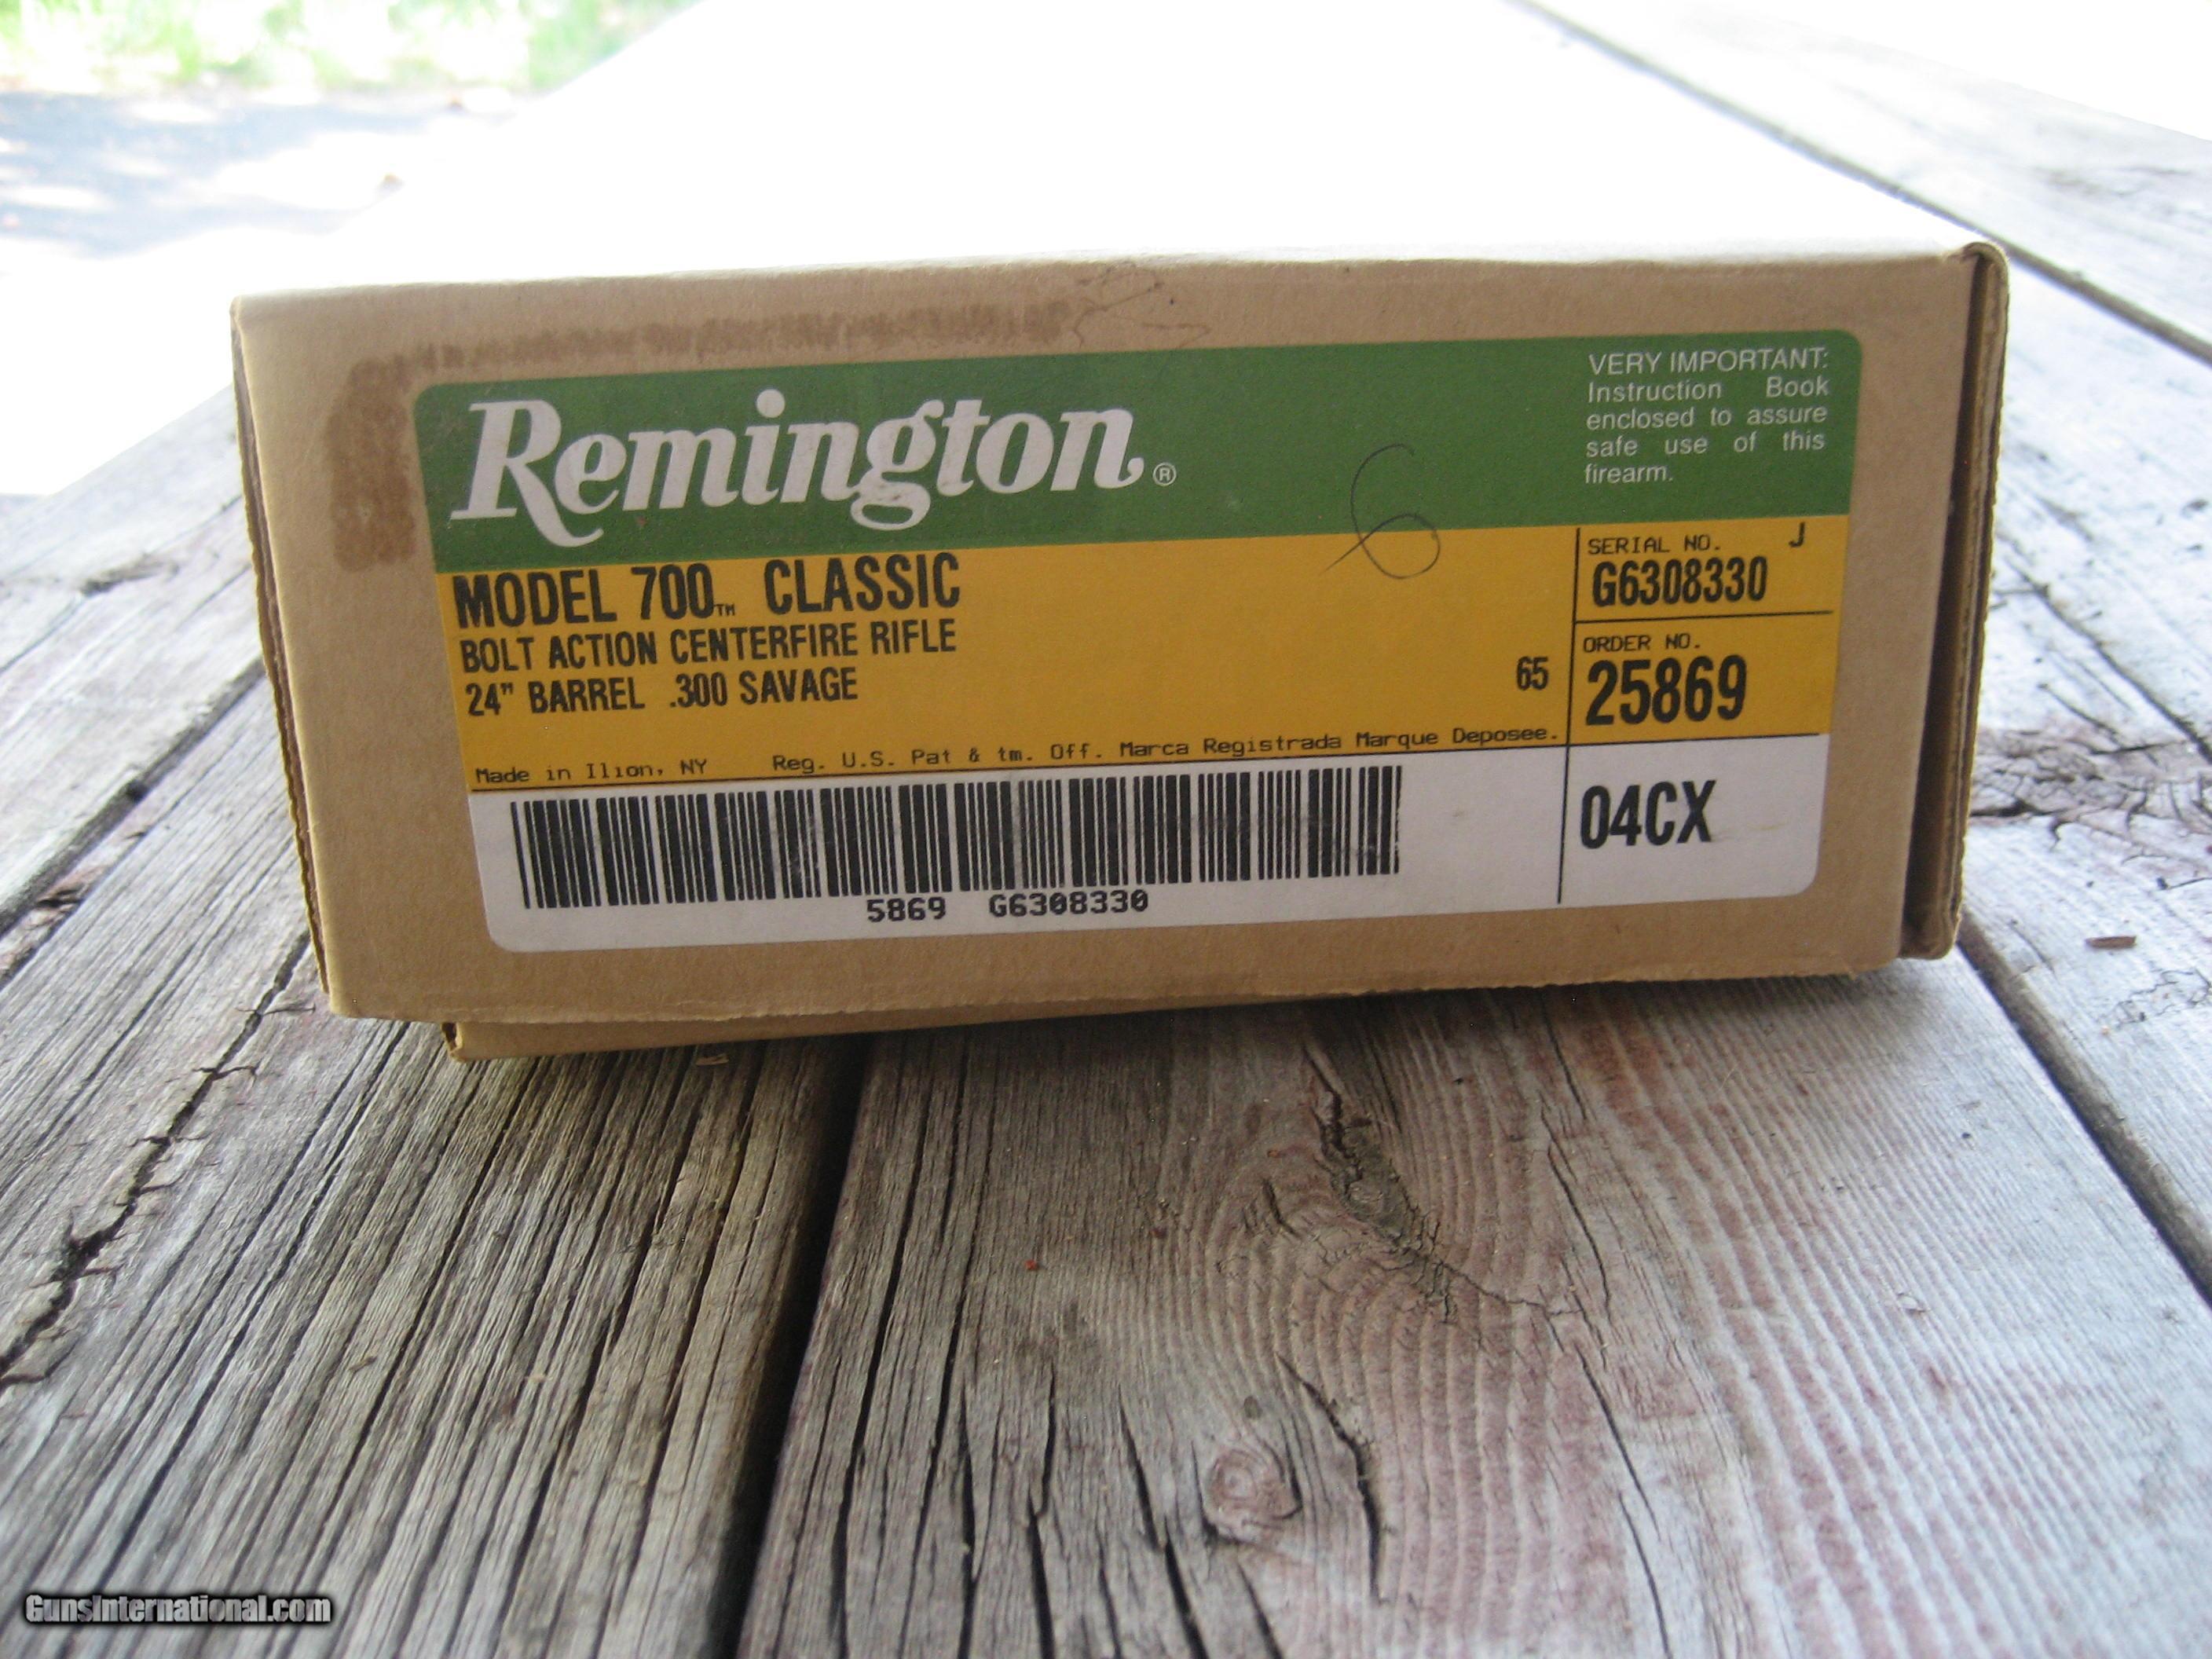 Remington®
VERY IMPORTANT:
Instruction Book
enclosed to assure
safe use of this
firearm.
6
MODEL 700™ CLASSIC
BOLT ACTION CENTERFIRE RIFLE
24" BARREL .300 SAVAGE
65
Made in Ilion, NY Reg. U.S. Pat & tm. Off. Marca Registrada Marque Deposee.
SERIAL NO. J
G6308330
ORDER NO.
25869
04CX
5869 G6308330
GunsInternational.com